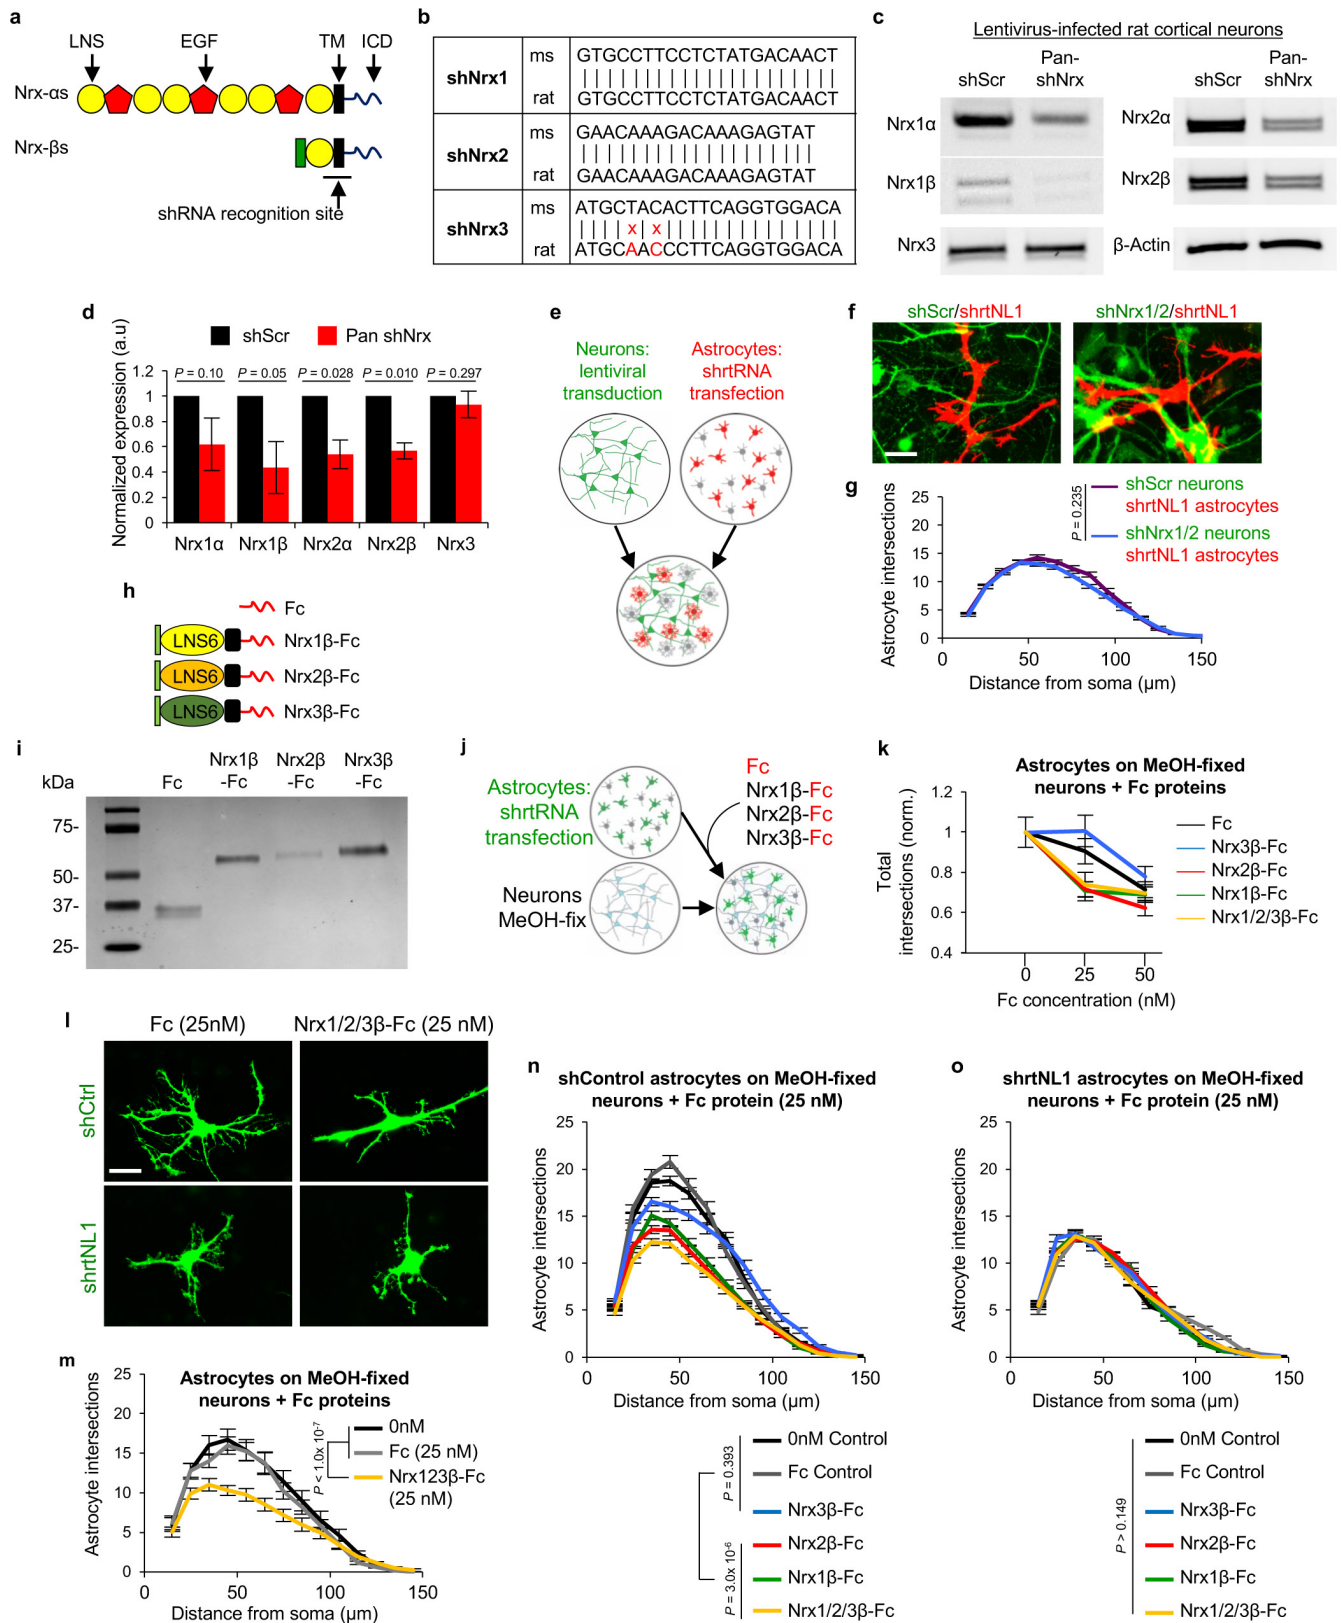 a
LNS
EGF
TM
ICD
Nrx-αs
Nrx-βs
shRNA recognition site
b
shNrx1
ms
GTGCCTTCCTCTATGACAACT
rat
GTGCCTTCCTCTATGACAACT
shNrx2
ms
GAACAAAGACAAAGAGTAT
rat
GAACAAAGACAAAGAGTAT
shNrx3
ms
ATGCTACACTTCAGGTGGACA
x x
rat
ATGCAACCCTTCAGGTGGACA
c
Lentivirus-infected rat cortical neurons
shScr
Pan-
shNrx
shScr
Pan-
shNrx
Nrx1α
Nrx2α
Nrx1β
Nrx2β
Nrx3
β-Actin
d
shScr
Pan shNrx
Normalized expression (a.u)
P = 0.10
P = 0.05
P = 0.028
P = 0.010
P = 0.297
1.2
1
0.8
0.6
0.4
0.2
0
Nrx1α
Nrx1β
Nrx2α
Nrx2β
Nrx3
e
Neurons:
lentiviral
transduction
Astrocytes:
shrtRNA
transfection
f
shScr/shrtNL1
shNrx1/2/shrtNL1
g
P = 0.235
shScr neurons
shrtNL1 astrocytes
shNrx1/2 neurons
shrtNL1 astrocytes
Astrocyte intersections
25
20
15
10
5
0
0
50
100
150
Distance from soma (µm)
h
Fc
LNS6
Nrx1β-Fc
LNS6
Nrx2β-Fc
LNS6
Nrx3β-Fc
i
kDa
Fc
Nrx1β
-Fc
Nrx2β
-Fc
Nrx3β
-Fc
75-
50-
37-
25-
j
Astrocytes:
shrtRNA
transfection
Fc
Nrx1β-Fc
Nrx2β-Fc
Nrx3β-Fc
Neurons
MeOH-fix
k
Astrocytes on MeOH-fixed
neurons + Fc proteins
Total
intersections (norm.)
1.2
1
0.8
0.6
0.4
0
25
50
Fc concentration (nM)
Fc
Nrx3β-Fc
Nrx2β-Fc
Nrx1β-Fc
Nrx1/2/3β-Fc
l
Fc (25nM)
Nrx1/2/3β-Fc (25 nM)
shCtrl
shrtNL1
m
Astrocytes on MeOH-fixed
neurons + Fc proteins
P < 1.0x 10-7
0nM
Fc (25 nM)
Nrx123β-Fc
(25 nM)
Astrocyte intersections
25
20
15
10
5
0
0
50
100
150
Distance from soma (µm)
n
shControl astrocytes on MeOH-fixed
neurons + Fc protein (25 nM)
Astrocyte intersections
25
20
15
10
5
0
0
50
100
150
Distance from soma (µm)
P = 0.393
P = 3.0x 10-6
0nM Control
Fc Control
Nrx3β-Fc
Nrx2β-Fc
Nrx1β-Fc
Nrx1/2/3β-Fc
o
shrtNL1 astrocytes on MeOH-fixed
neurons + Fc protein (25 nM)
Astrocyte intersections
25
20
15
10
5
0
0
50
100
150
Distance from soma (µm)
P > 0.149
0nM Control
Fc Control
Nrx3β-Fc
Nrx2β-Fc
Nrx1β-Fc
Nrx1/2/3β-Fc